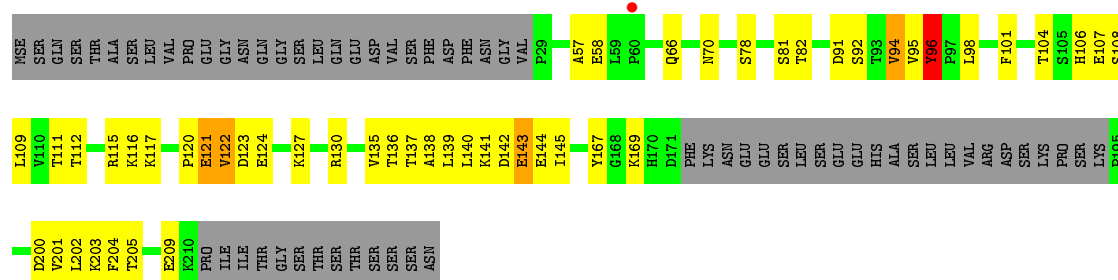 MSE SER GLN SER SER THR ALA SER LEU VAL PRO GLU GLY ASN GLN GLY SER LEU GLN GLU ASP VAL SER PHE ASP PHE ASN GLY VAL P29 A57 E58 L59 P60 Q66 N70 S78 S81 T82 D91 S92 T93 V94 V95 Y96 P97 L98 F101 T104 S105 H106 E107 S108
L109 V110 T111 T112 R115 K116 K117 P120 E121 V122 D123 E124 K127 R130 V135 T136 T137 A138 L139 L140 K141 D142 E143 E144 I145 Y167 G168 K169 H170 D171 PHE LYS ASN GLU GLU SER LEU SER GLU GLU HIS ALA SER LEU LEU VAL ARG ASP SER LYS PRO SER LYS P195
D200 V201 L202 K203 F204 T205 E209 K210 PRO ILE ILE THR GLY SER THR SER THR SER SER SER ASN